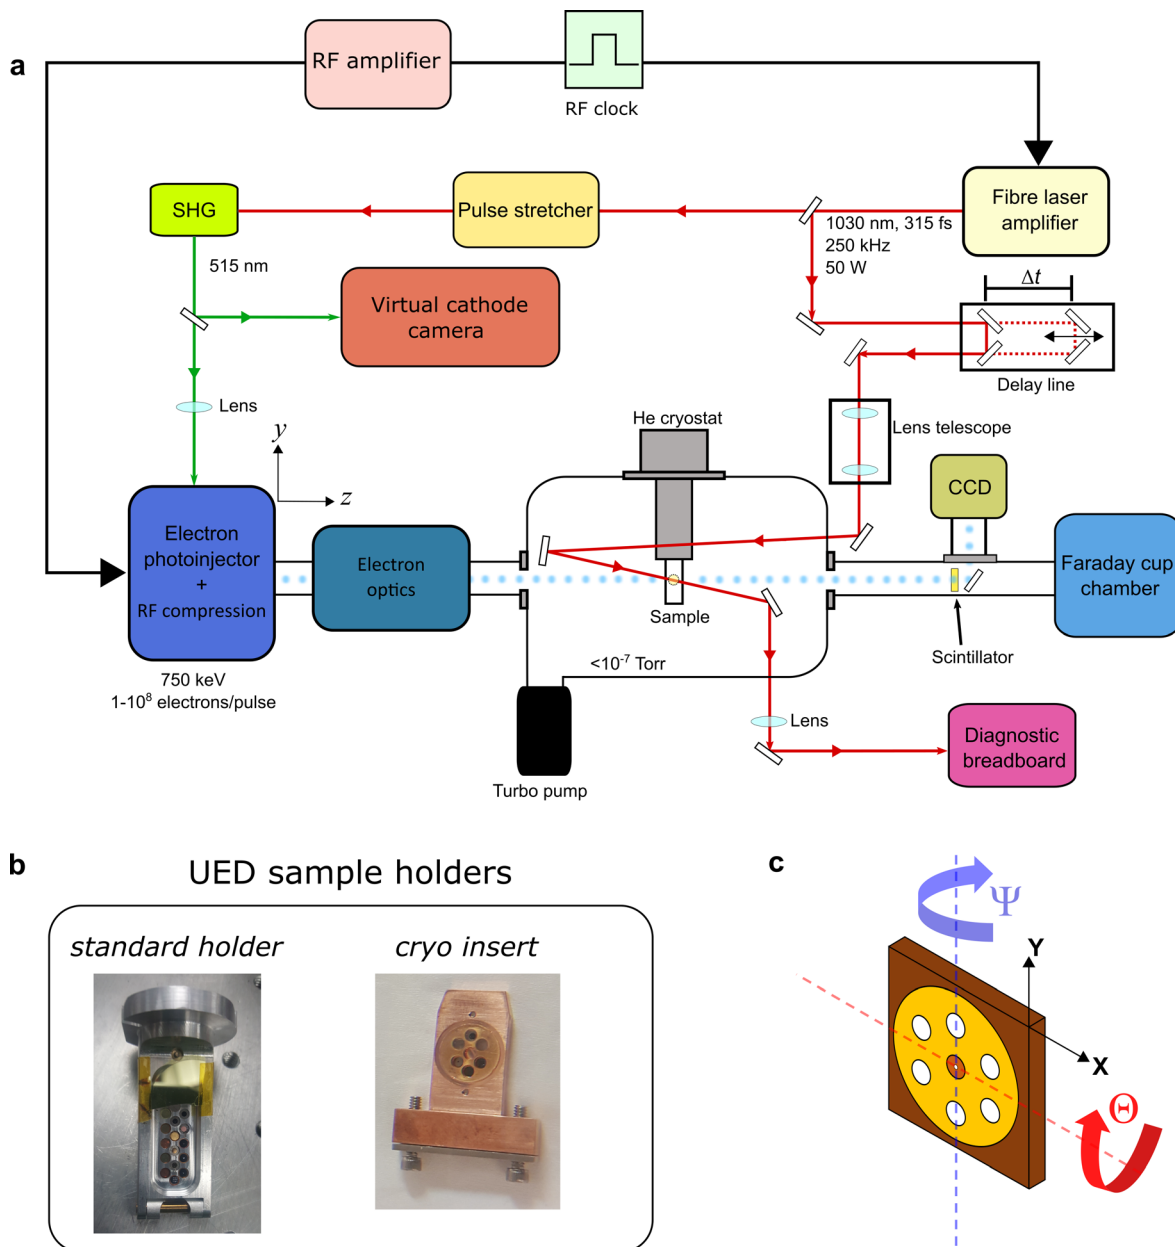 a
RF amplifier
RF clock
SHG
Pulse stretcher
Fibre laser
amplifier
1030 nm, 315 fs
250 kHz
50 W
515 nm
Virtual cathode
camera
Δt
Delay line
Lens
He cryostat
Lens telescope
y
z
CCD
Electron
photoinjector
+
RF compression
Electron
optics
Faraday cup
chamber
Sample
Scintillator
<10⁻⁷ Torr
750 keV
1-10⁸ electrons/pulse
Lens
Diagnostic
breadboard
Turbo pump
b
UED sample holders
standard holder
cryo insert
c
Ψ
Y
X
Θ